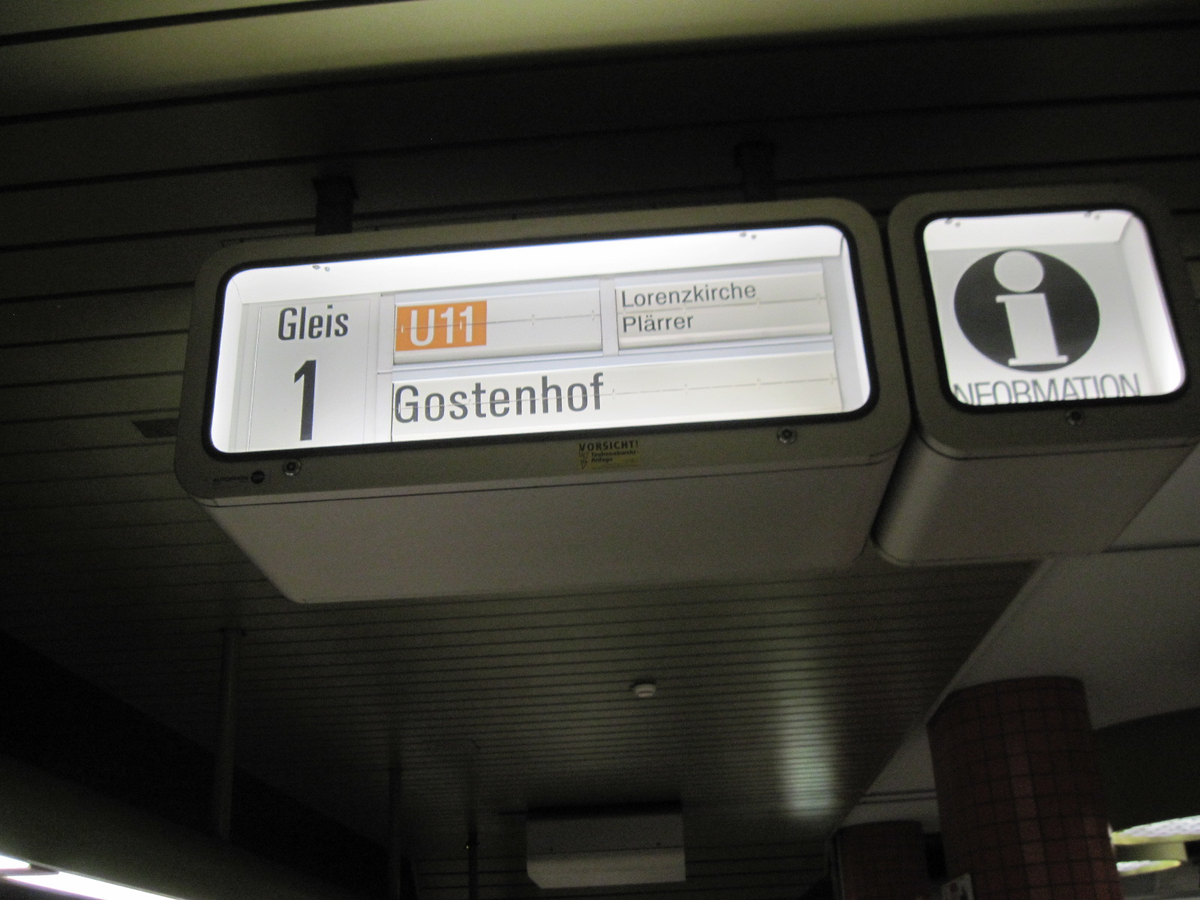 Gleis
1
U11
Lorenzkirche
Plärrer
Gostenhof
INFORMATION
VORSICHT!